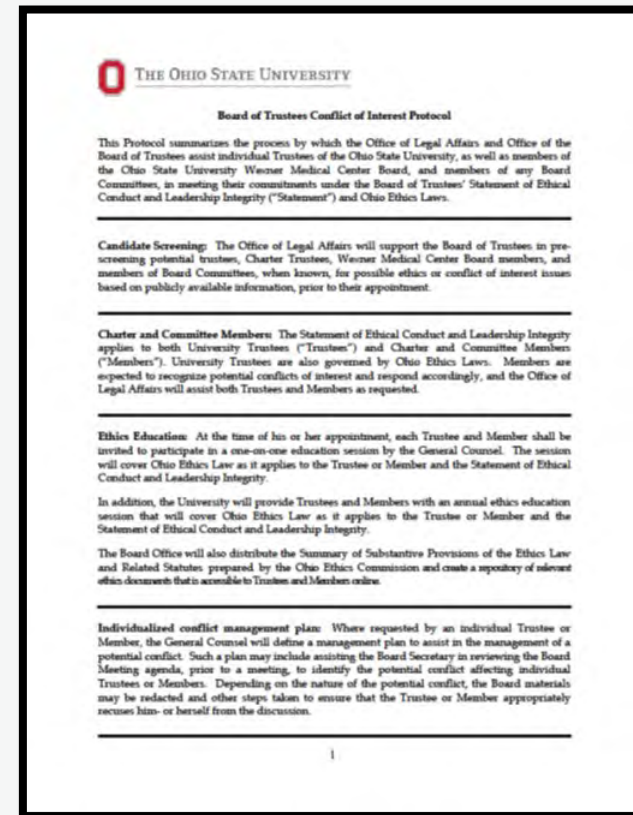 THE OHIO STATE UNIVERSITY
Board of Trustees Conflict of Interest Protocol
This Protocol summarizes the process by which the Office of Legal Affairs and Office of the
Board of Trustees assist individual Trustees of the Ohio State University, as well as members of
the Ohio State University Wexner Medical Center Board, and members of any Board
Committees, in meeting their commitments under the Board of Trustees' Statement of Ethical
Conduct and Leadership Integrity ("Statement") and Ohio Ethics Laws.
Candidate Screening: The Office of Legal Affairs will support the Board of Trustees in pre-
screening potential trustees, Charter Trustees, Wexner Medical Center Board members, and
members of Board Committees, when known, for possible ethics or conflict of interest issues
based on publicly available information, prior to their appointment.
Charter and Committee Members: The Statement of Ethical Conduct and Leadership Integrity
applies to both University Trustees ("Trustees") and Charter and Committee Members
("Members"). University Trustees are also governed by Ohio Ethics Laws. Members are
expected to recognize potential conflicts of interest and respond accordingly, and the Office of
Legal Affairs will assist both Trustees and Members as requested.
Ethics Education: At the time of his or her appointment, each Trustee and Member shall be
invited to participate in a one-on-one education session by the General Counsel. The session
will cover Ohio Ethics Law as it applies to the Trustee or Member and the Statement of Ethical
Conduct and Leadership Integrity.
In addition, the University will provide Trustees and Members with an annual ethics education
session that will cover Ohio Ethics Law as it applies to the Trustee or Member and the
Statement of Ethical Conduct and Leadership Integrity.
The Board Office will also distribute the Summary of Substantive Provisions of the Ethics Law
and Related Statutes prepared by the Ohio Ethics Commission and create a repository of relevant
ethics documents that is accessible to Trustees and Members online.
Individualized conflict management plan: Where requested by an individual Trustee or
Member, the General Counsel will define a management plan to assist in the management of a
potential conflict. Such a plan may include assisting the Board Secretary in reviewing the Board
Meeting agenda, prior to a meeting, to identify the potential conflict affecting individual
Trustees or Members. Depending on the nature of the potential conflict, the Board materials
may be redacted and other steps taken to ensure that the Trustee or Member appropriately
recuses him- or herself from the discussion.
1